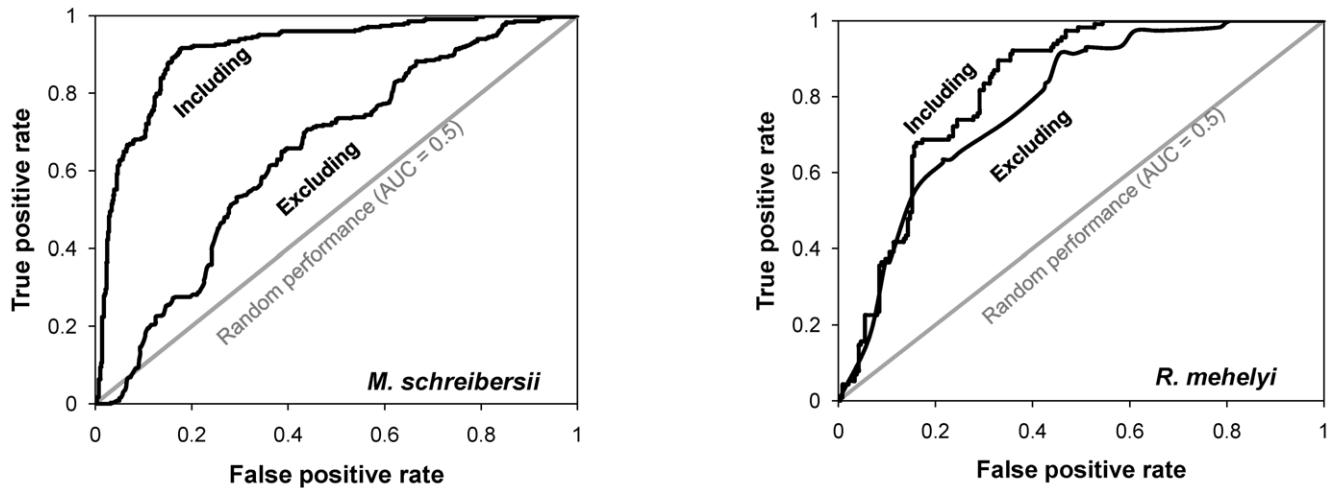 1
0.8
0.6
0.4
0.2
0
0 0.2 0.4 0.6 0.8 1
True positive rate
False positive rate
Including
Excluding
Random performance (AUC = 0.5)
M. schreibersii
1
0.8
0.6
0.4
0.2
0
0 0.2 0.4 0.6 0.8 1
True positive rate
False positive rate
Including
Excluding
Random performance (AUC = 0.5)
R. mehelyi